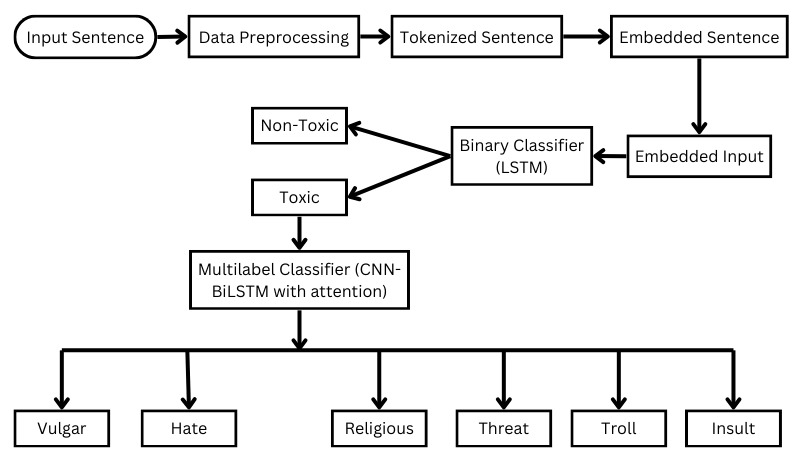 Input Sentence
Data Preprocessing
Tokenized Sentence
Embedded Sentence
Embedded Input
Binary Classifier
(LSTM)
Non-Toxic
Toxic
Multilabel Classifier (CNN-
BiLSTM with attention)
Vulgar
Hate
Religious
Threat
Troll
Insult